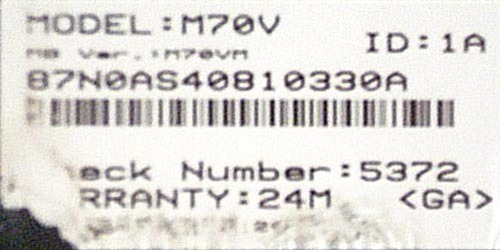 MODEL:M70V
ID:1A
MB Ver.:M70VM
87N0AS40810330A
eck Number:5372
RRANTY:24M <GA>